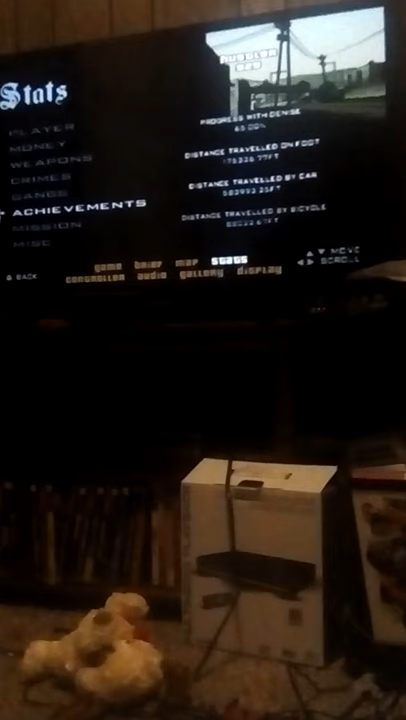 Stats
PLAYER
MONEY
WEAPONS
CRIMES
GANGS
ACHIEVEMENTS
MISSION
MISC
HUSTLER
PROGRESS WITH DENISE
DISTANCE TRAVELLED ON FOOT
DISTANCE TRAVELLED BY CAR
DISTANCE TRAVELLED BY BICYCLE
MOVE
SCROLL
BACK
game brief map stats
controller audio gallery display